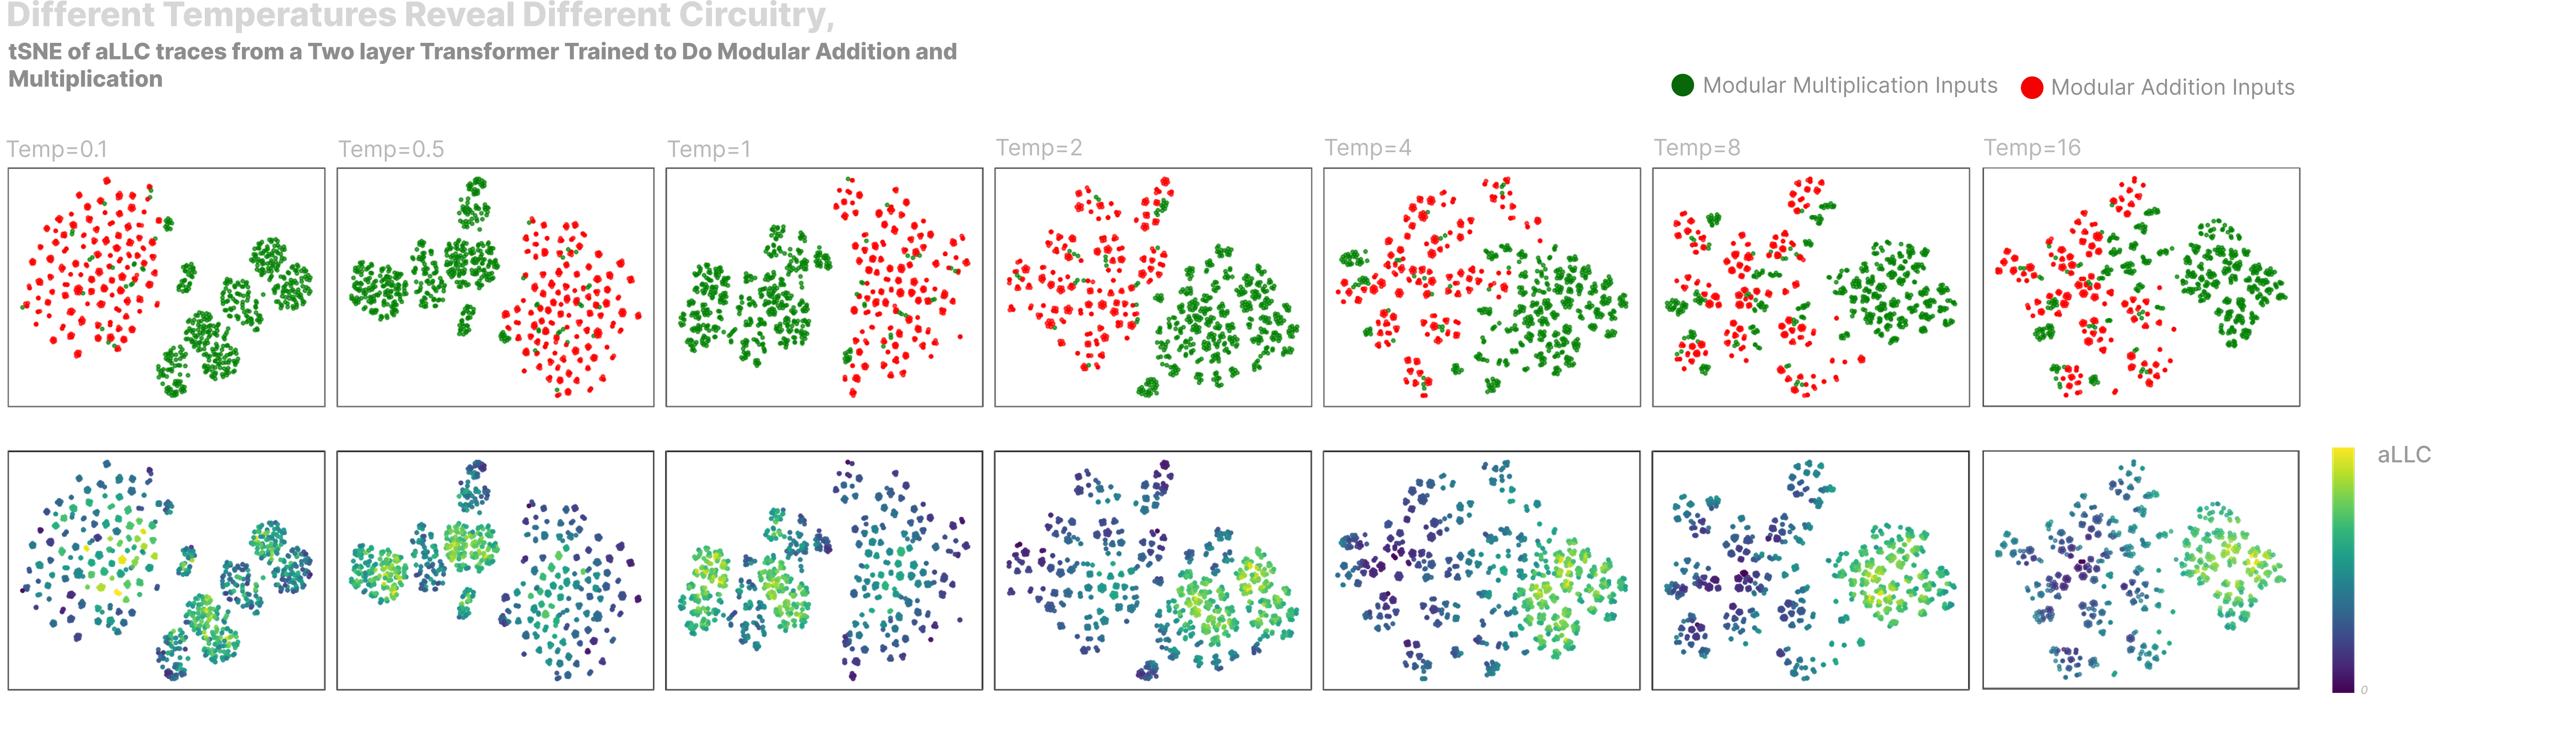 Different Temperatures Reveal Different Circuitry,
tSNE of aLLC traces from a Two layer Transformer Trained to Do Modular Addition and
Multiplication
Modular Multiplication Inputs
Modular Addition Inputs
Temp=0.1
Temp=0.5
Temp=1
Temp=2
Temp=4
Temp=8
Temp=16
aLLC
0